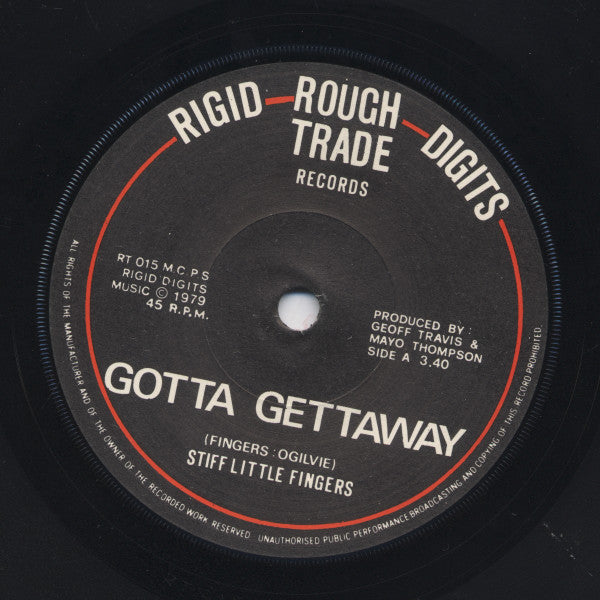 RIGID ROUGH DIGITS
TRADE
RECORDS
RT 015 M.C.P.S
RIGID DIGITS
MUSIC © 1979
45 R.P.M.
PRODUCED BY:
GEOFF TRAVIS &
MAYO THOMPSON
SIDE A 3,40
GOTTA GETTAWAY
(FINGERS : OGILVIE)
STIFF LITTLE FINGERS
ALL RIGHTS OF THE MANUFACTURER AND OF THE OWNER OF THE RECORDED WORK RESERVED. UNAUTHORISED PUBLIC PERFORMANCE BROADCASTING AND COPYING OF THIS RECORD PROHIBITED.